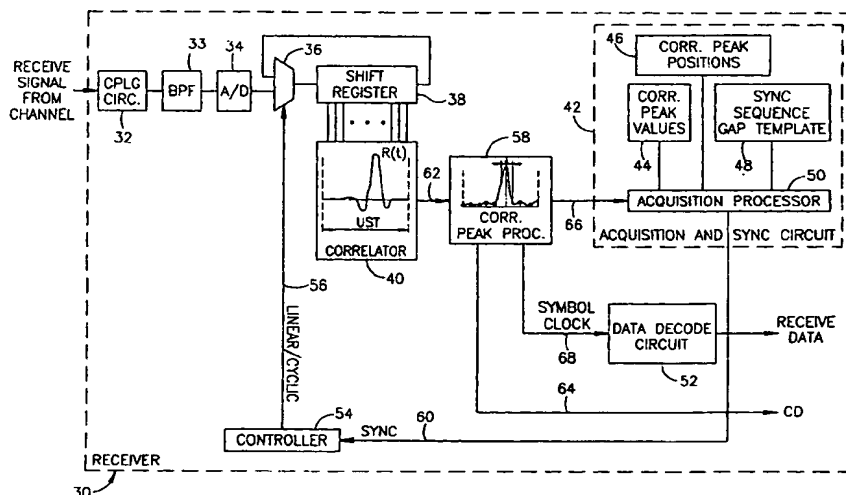 RECEIVE
SIGNAL
FROM
CHANNEL
CPLG
CIRC.
32
33
BPF
34
A/D
36
SHIFT
REGISTER
38
• • •
R(t)
UST
CORRELATOR
40
62
58
CORR.
PEAK PROC.
66
42
46
CORR. PEAK
POSITIONS
CORR.
PEAK
VALUES
44
SYNC
SEQUENCE
GAP TEMPLATE
48
50
ACQUISITION PROCESSOR
ACQUISITION AND SYNC CIRCUIT
56
LINEAR/CYCLIC
SYMBOL
CLOCK
68
DATA DECODE
CIRCUIT
52
RECEIVE
DATA
64
CD
54
CONTROLLER
SYNC
60
RECEIVER
30